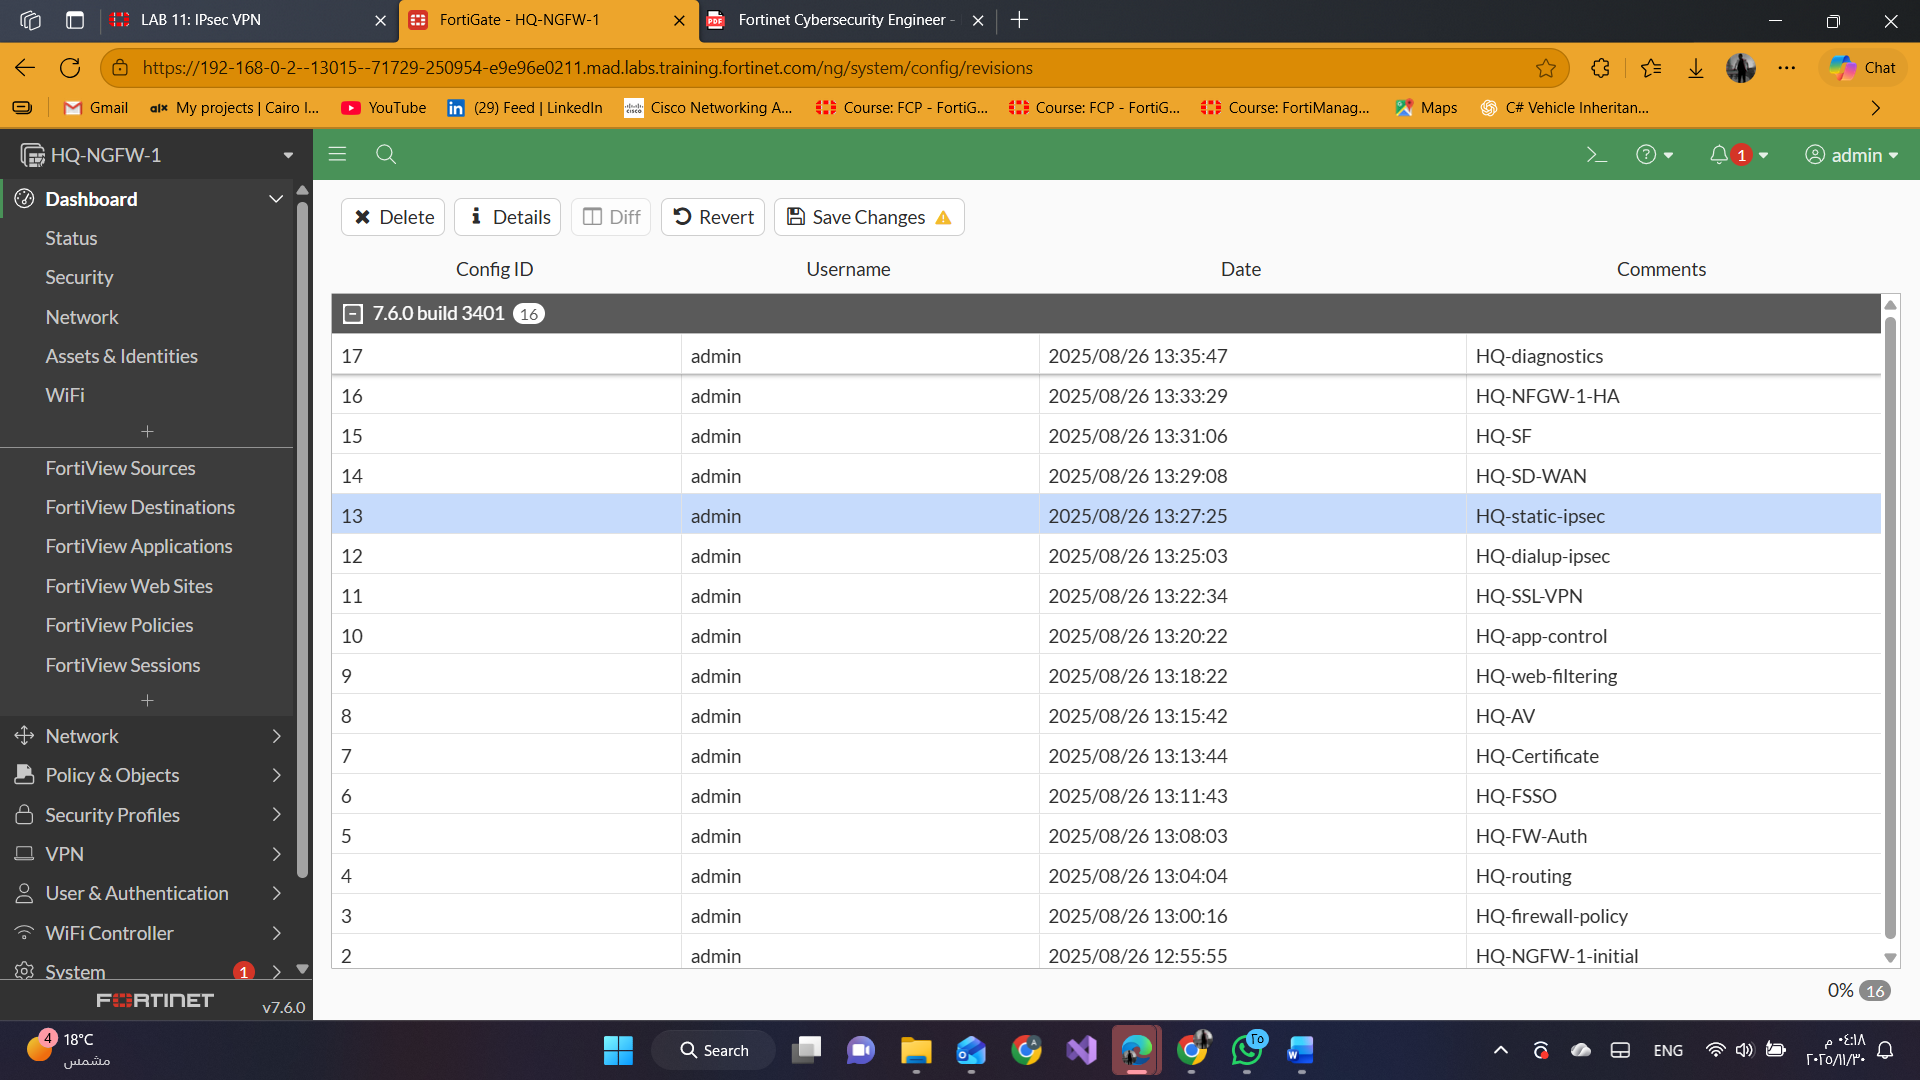 LAB 11: IPsec VPN
FortiGate - HQ-NGFW-1
Fortinet Cybersecurity Engineer -
https://192-168-0-2--13015--71729-250954-e9e96e0211.mad.labs.training.fortinet.com/ng/system/config/revisions
Chat
Gmail
My projects | Cairo I...
YouTube
(29) Feed | LinkedIn
Cisco Networking A...
Course: FCP - FortiG...
Course: FCP - FortiG...
Course: FortiManag...
Maps
C# Vehicle Inheritan...
HQ-NGFW-1
1
admin
Dashboard
Status
Security
Network
Assets & Identities
WiFi
FortiView Sources
FortiView Destinations
FortiView Applications
FortiView Web Sites
FortiView Policies
FortiView Sessions
Network
Policy & Objects
Security Profiles
VPN
User & Authentication
WiFi Controller
System 1
FORTINET v7.6.0
Delete Details Diff Revert Save Changes
Config ID Username Date Comments
7.6.0 build 3401 16
17 admin 2025/08/26 13:35:47 HQ-diagnostics
16 admin 2025/08/26 13:33:29 HQ-NFGW-1-HA
15 admin 2025/08/26 13:31:06 HQ-SF
14 admin 2025/08/26 13:29:08 HQ-SD-WAN
13 admin 2025/08/26 13:27:25 HQ-static-ipsec
12 admin 2025/08/26 13:25:03 HQ-dialup-ipsec
11 admin 2025/08/26 13:22:34 HQ-SSL-VPN
10 admin 2025/08/26 13:20:22 HQ-app-control
9 admin 2025/08/26 13:18:22 HQ-web-filtering
8 admin 2025/08/26 13:15:42 HQ-AV
7 admin 2025/08/26 13:13:44 HQ-Certificate
6 admin 2025/08/26 13:11:43 HQ-FSSO
5 admin 2025/08/26 13:08:03 HQ-FW-Auth
4 admin 2025/08/26 13:04:04 HQ-routing
3 admin 2025/08/26 13:00:16 HQ-firewall-policy
2 admin 2025/08/26 12:55:55 HQ-NGFW-1-initial
0% 16
4
18°C
مشمس
Search
٢٥
ENG
٠٤:١٨ م
٢٠٢٥/١١/٣٠